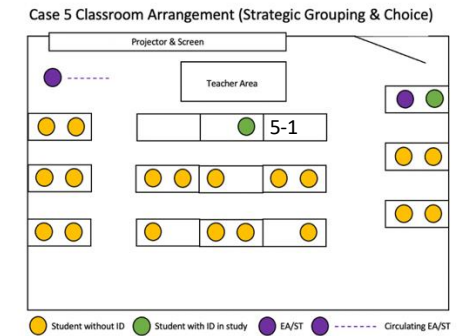 Case 5 Classroom Arrangement (Strategic Grouping & Choice)
Projector & Screen
Teacher Area
5-1
Student without ID Student with ID in study EA/ST Circulating EA/ST